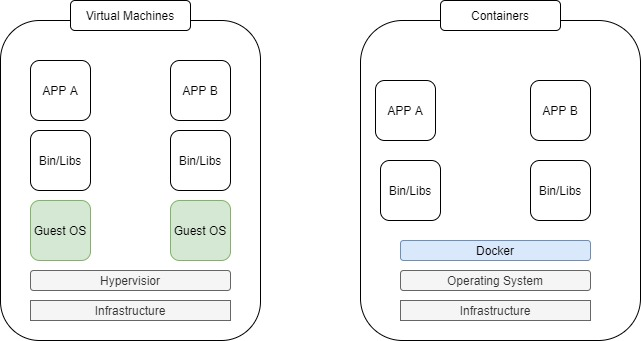 Virtual Machines
APP A
APP B
Bin/Libs
Bin/Libs
Guest OS
Guest OS
Hypervisior
Infrastructure
Containers
APP A
APP B
Bin/Libs
Bin/Libs
Docker
Operating System
Infrastructure